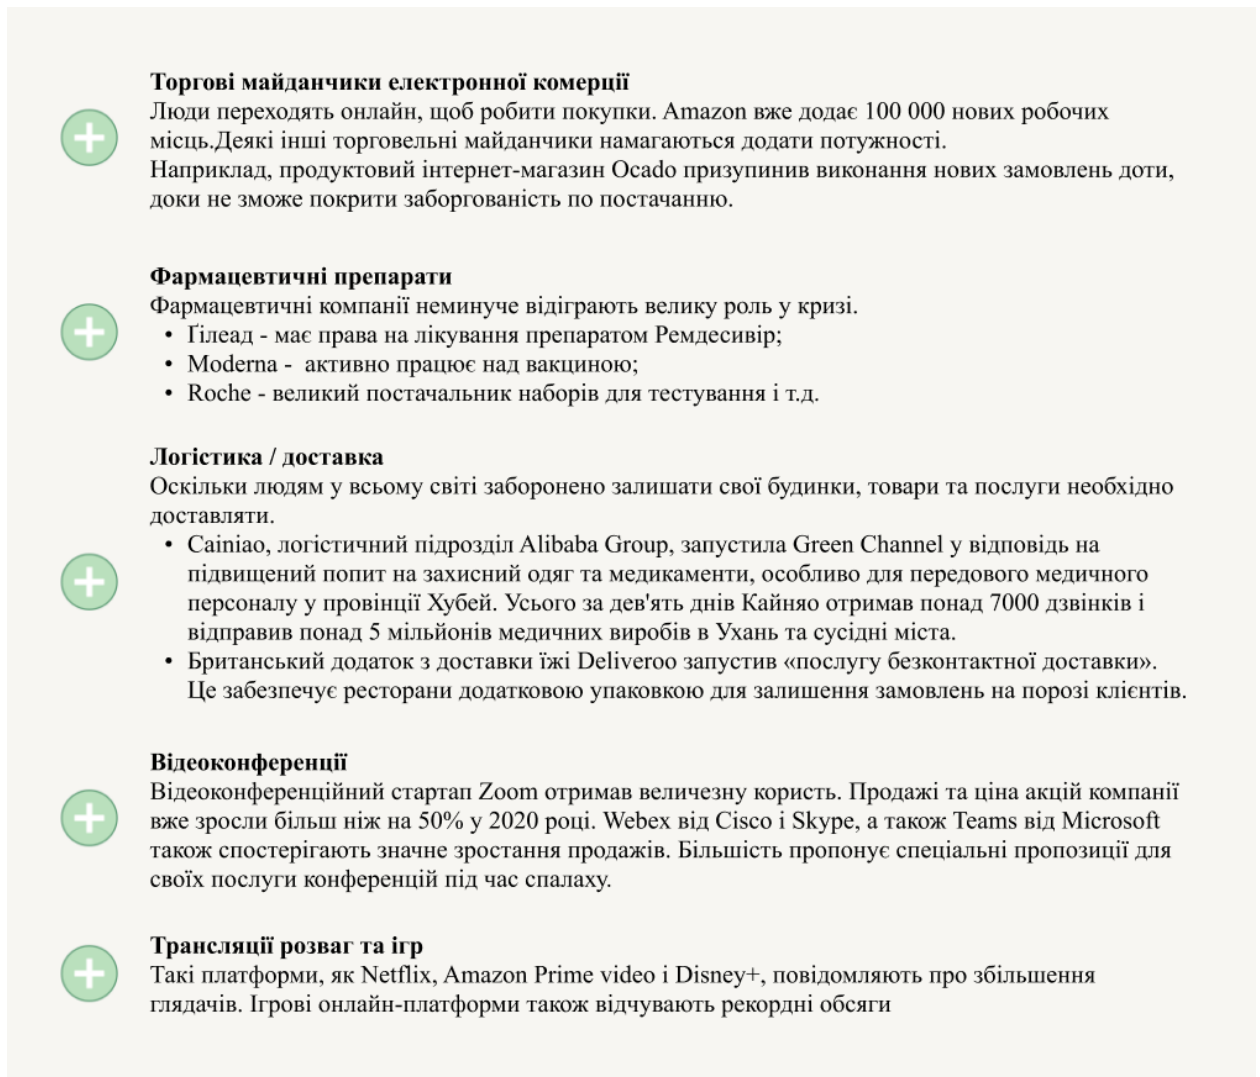 Торгові майданчики електронної комерції
Люди переходять онлайн, щоб робити покупки. Amazon вже додає 100 000 нових робочих
місць.Деякі інші торговельні майданчики намагаються додати потужності.
Наприклад, продуктовий інтернет-магазин Ocado призупинив виконання нових замовлень доти,
доки не зможе покрити заборгованість по постачанню.
Фармацевтичні препарати
Фармацевтичні компанії неминуче відіграють велику роль у кризі.
• Ґілеад - має права на лікування препаратом Ремдесивір;
• Moderna -  активно працює над вакциною;
• Roche - великий постачальник наборів для тестування і т.д.
Логістика / доставка
Оскільки людям у всьому світі заборонено залишати свої будинки, товари та послуги необхідно
доставляти.
• Cainiao, логістичний підрозділ Alibaba Group, запустила Green Channel у відповідь на
підвищений попит на захисний одяг та медикаменти, особливо для передового медичного
персоналу у провінції Хубей. Усього за дев'ять днів Кайняо отримав понад 7000 дзвінків і
відправив понад 5 мільйонів медичних виробів в Ухань та сусідні міста.
• Британський додаток з доставки їжі Deliveroo запустив «послугу безконтактної доставки».
Це забезпечує ресторани додатковою упаковкою для залишення замовлень на порозі клієнтів.
Відеоконференції
Відеоконференційний стартап Zoom отримав величезну користь. Продажі та ціна акцій компанії
вже зросли більш ніж на 50% у 2020 році. Webex від Cisco і Skype, а також Teams від Microsoft
також спостерігають значне зростання продажів. Більшість пропонує спеціальні пропозиції для
своїх послуги конференцій під час спалаху.
Трансляції розваг та ігр
Такі платформи, як Netflix, Amazon Prime video і Disney+, повідомляють про збільшення
глядачів. Ігрові онлайн-платформи також відчувають рекордні обсяги